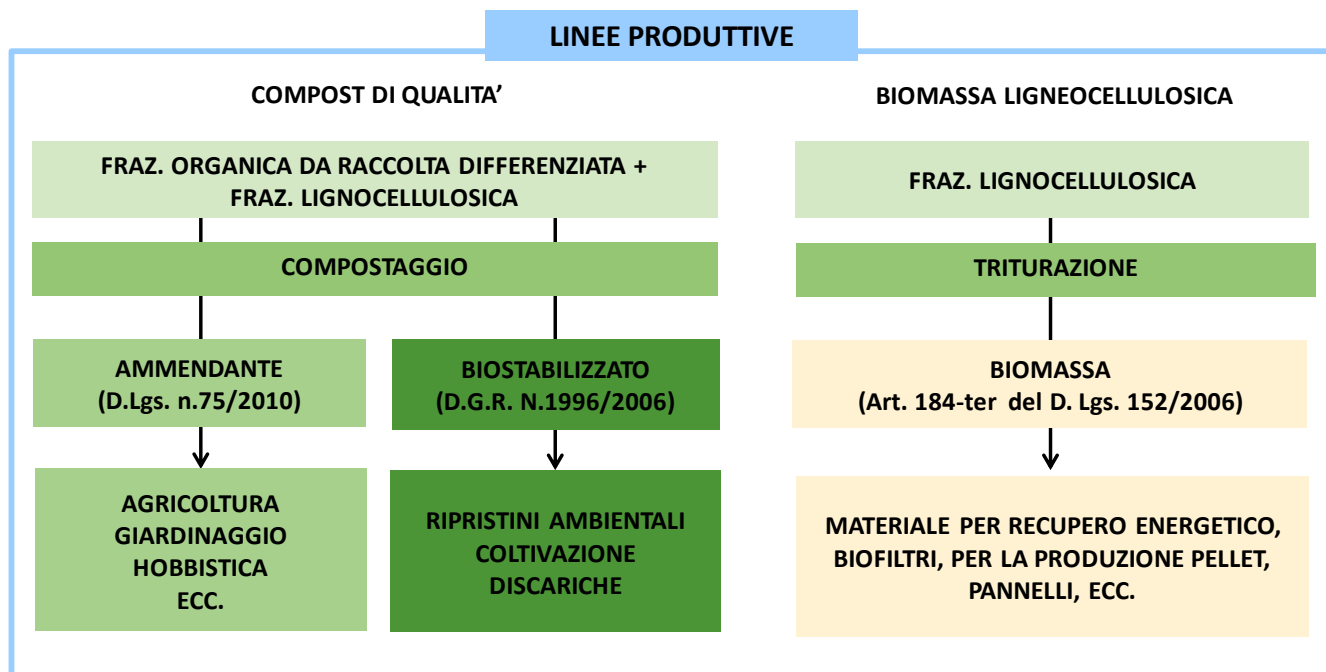 LINEE PRODUTTIVE
COMPOST DI QUALITA’
FRAZ. ORGANICA DA RACCOLTA DIFFERENZIATA +
FRAZ. LIGNOCELLULOSICA
COMPOSTAGGIO
AMMENDANTE
(D.Lgs. n.75/2010)
AGRICOLTURA
GIARDINAGGIO
HOBBISTICA
ECC.
BIOSTABILIZZATO
(D.G.R. N.1996/2006)
RIPRISTINI AMBIENTALI
COLTIVAZIONE
DISCARICHE
BIOMASSA LIGNEOCELLULOSICA
FRAZ. LIGNOCELLULOSICA
TRITURAZIONE
BIOMASSA
(Art. 184-ter del D. Lgs. 152/2006)
MATERIALE PER RECUPERO ENERGETICO,
BIOFILTRI, PER LA PRODUZIONE PELLET,
PANNELLI, ECC.